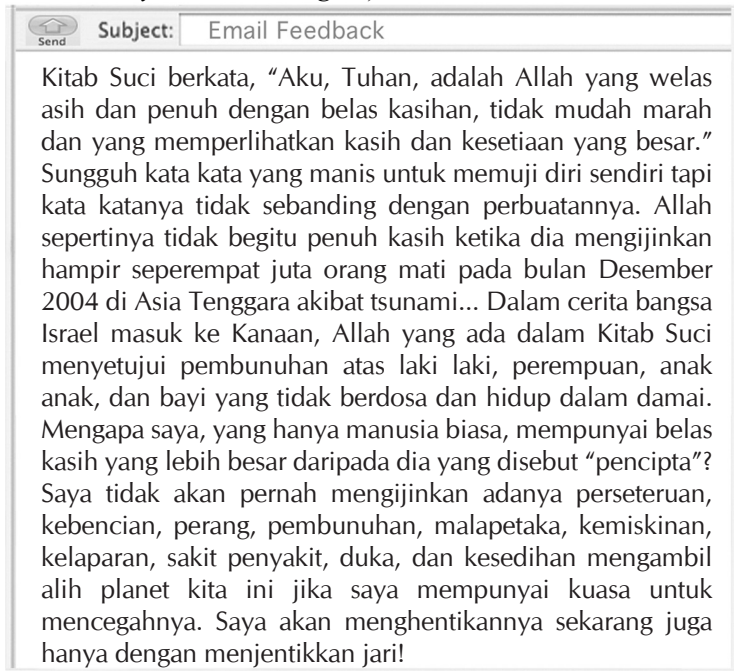 Send Subject: Email Feedback
Kitab Suci berkata, “Aku, Tuhan, adalah Allah yang welas
asih dan penuh dengan belas kasihan, tidak mudah marah
dan yang memperlihatkan kasih dan kesetiaan yang besar.”
Sungguh kata kata yang manis untuk memuji diri sendiri tapi
kata katanya tidak sebanding dengan perbuatannya. Allah
sepertinya tidak begitu penuh kasih ketika dia mengijinkan
hampir seperempat juta orang mati pada bulan Desember
2004 di Asia Tenggara akibat tsunami... Dalam cerita bangsa
Israel masuk ke Kanaan, Allah yang ada dalam Kitab Suci
menyetujui pembunuhan atas laki laki, perempuan, anak
anak, dan bayi yang tidak berdosa dan hidup dalam damai.
Mengapa saya, yang hanya manusia biasa, mempunyai belas
kasih yang lebih besar daripada dia yang disebut “pencipta”?
Saya tidak akan pernah mengijinkan adanya perseteruan,
kebencian, perang, pembunuhan, malapetaka, kemiskinan,
kelaparan, sakit penyakit, duka, dan kesedihan mengambil
alih planet kita ini jika saya mempunyai kuasa untuk
mencegahnya. Saya akan menghentikannya sekarang juga
hanya dengan menjentikkan jari!